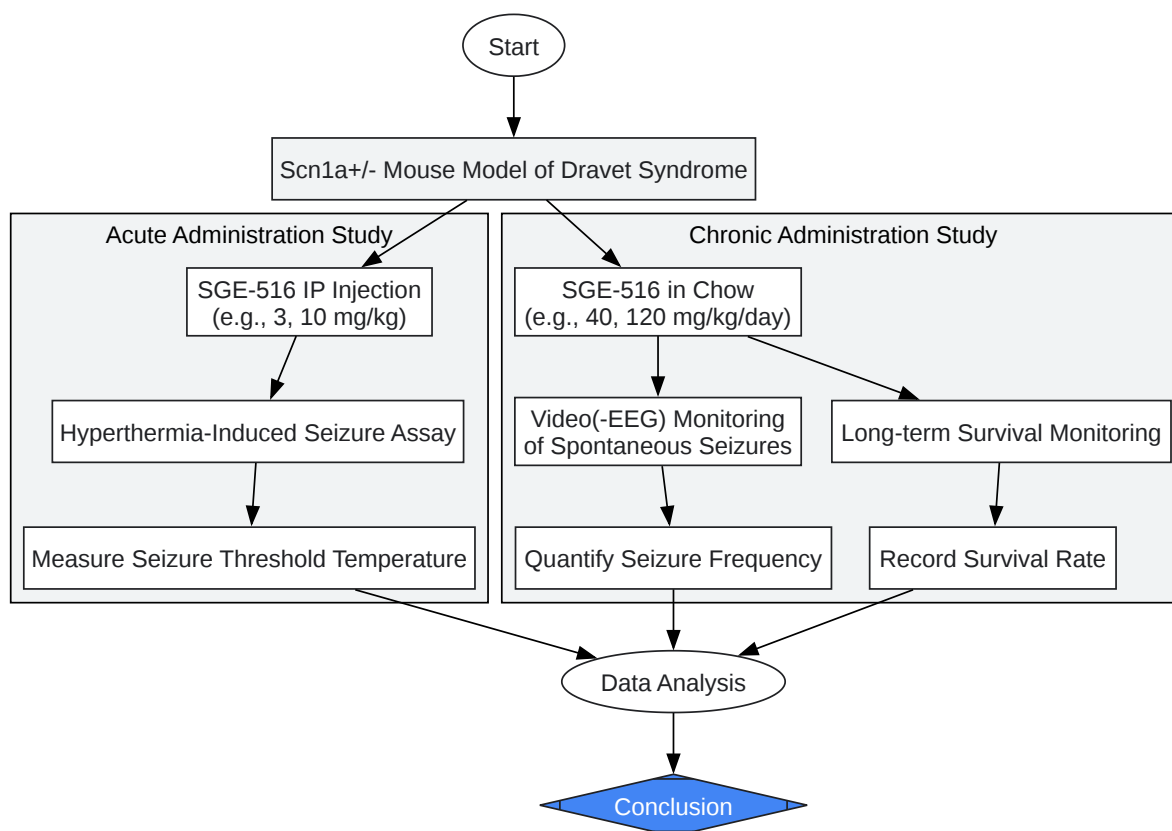 Start
Scn1a+/- Mouse Model of Dravet Syndrome
Acute Administration Study
SGE-516 IP Injection
(e.g., 3, 10 mg/kg)
Hyperthermia-Induced Seizure Assay
Measure Seizure Threshold Temperature
Chronic Administration Study
SGE-516 in Chow
(e.g., 40, 120 mg/kg/day)
Video(-EEG) Monitoring
of Spontaneous Seizures
Long-term Survival Monitoring
Quantify Seizure Frequency
Record Survival Rate
Data Analysis
Conclusion